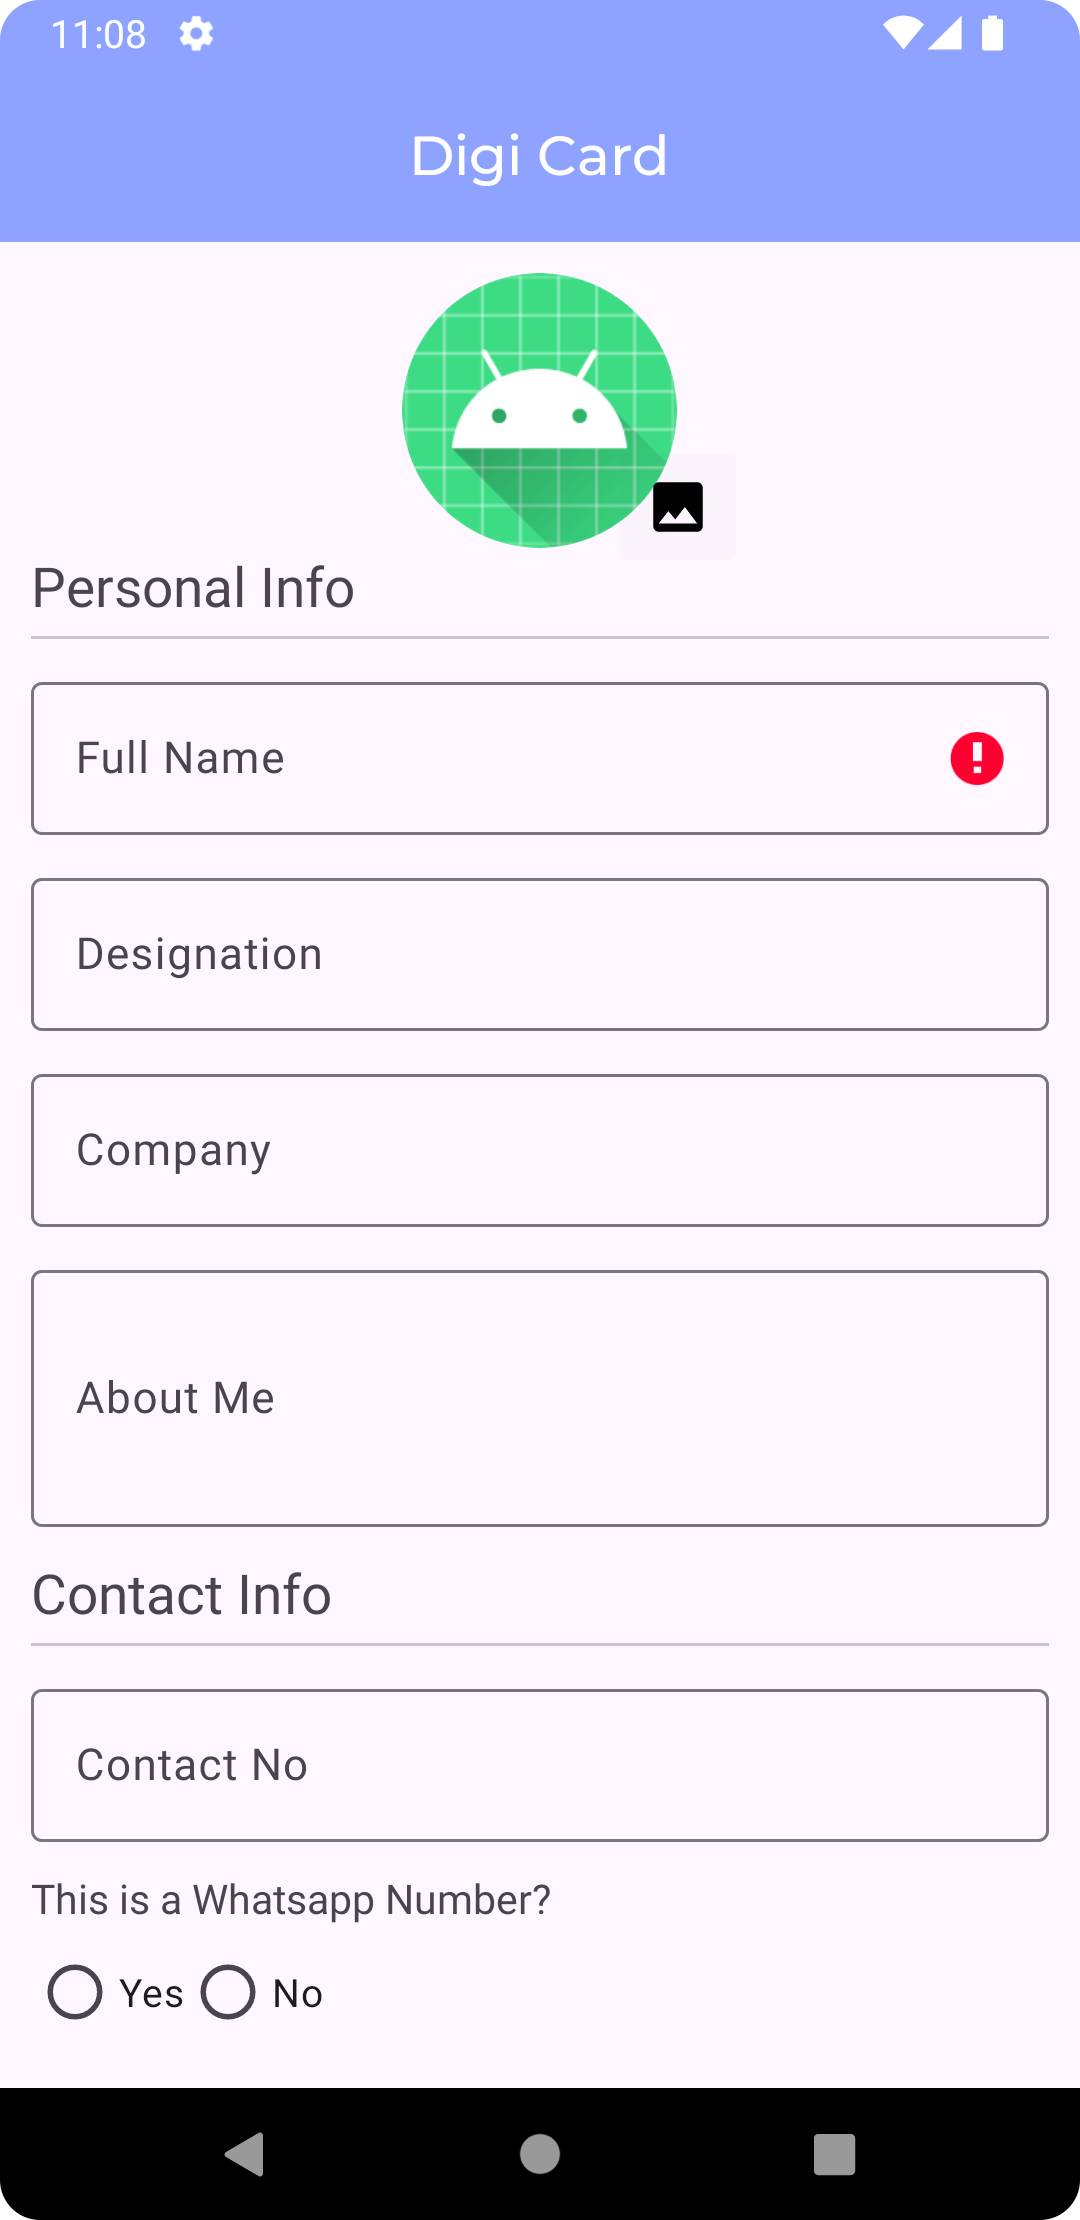 11:08
Digi Card
Personal Info
Full Name
Designation
Company
About Me
Contact Info
Contact No
This is a Whatsapp Number?
Yes No